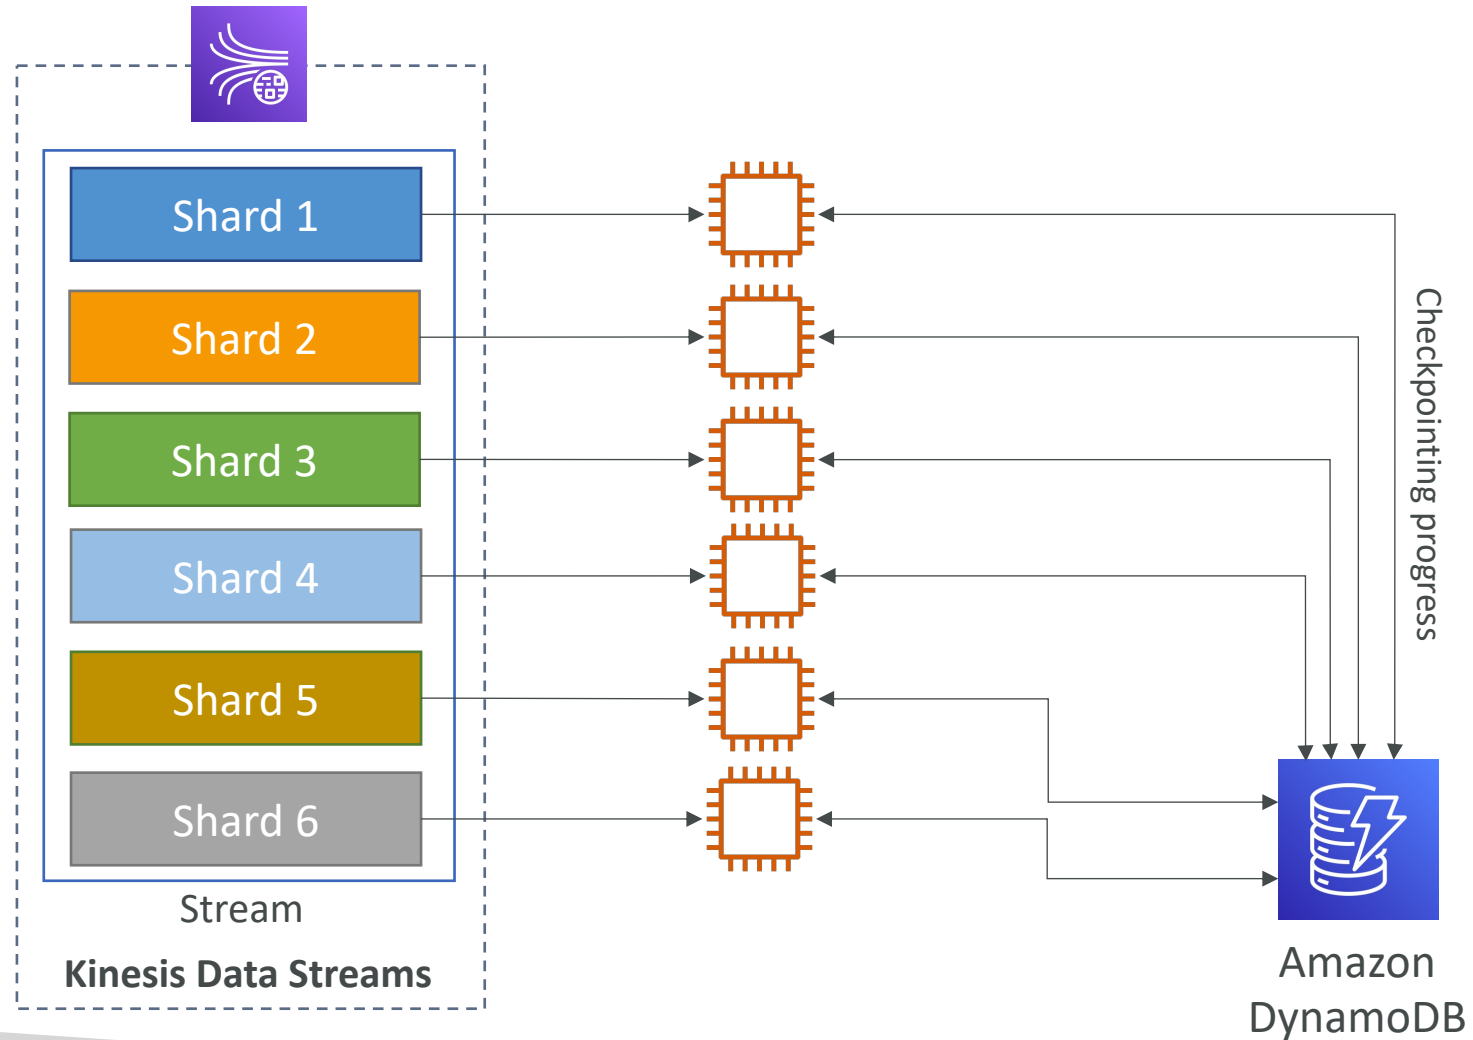 Shard 1
Shard 2
Shard 3
Shard 4
Shard 5
Shard 6
Stream
Kinesis Data Streams
Checkpointing progress
Amazon
DynamoDB